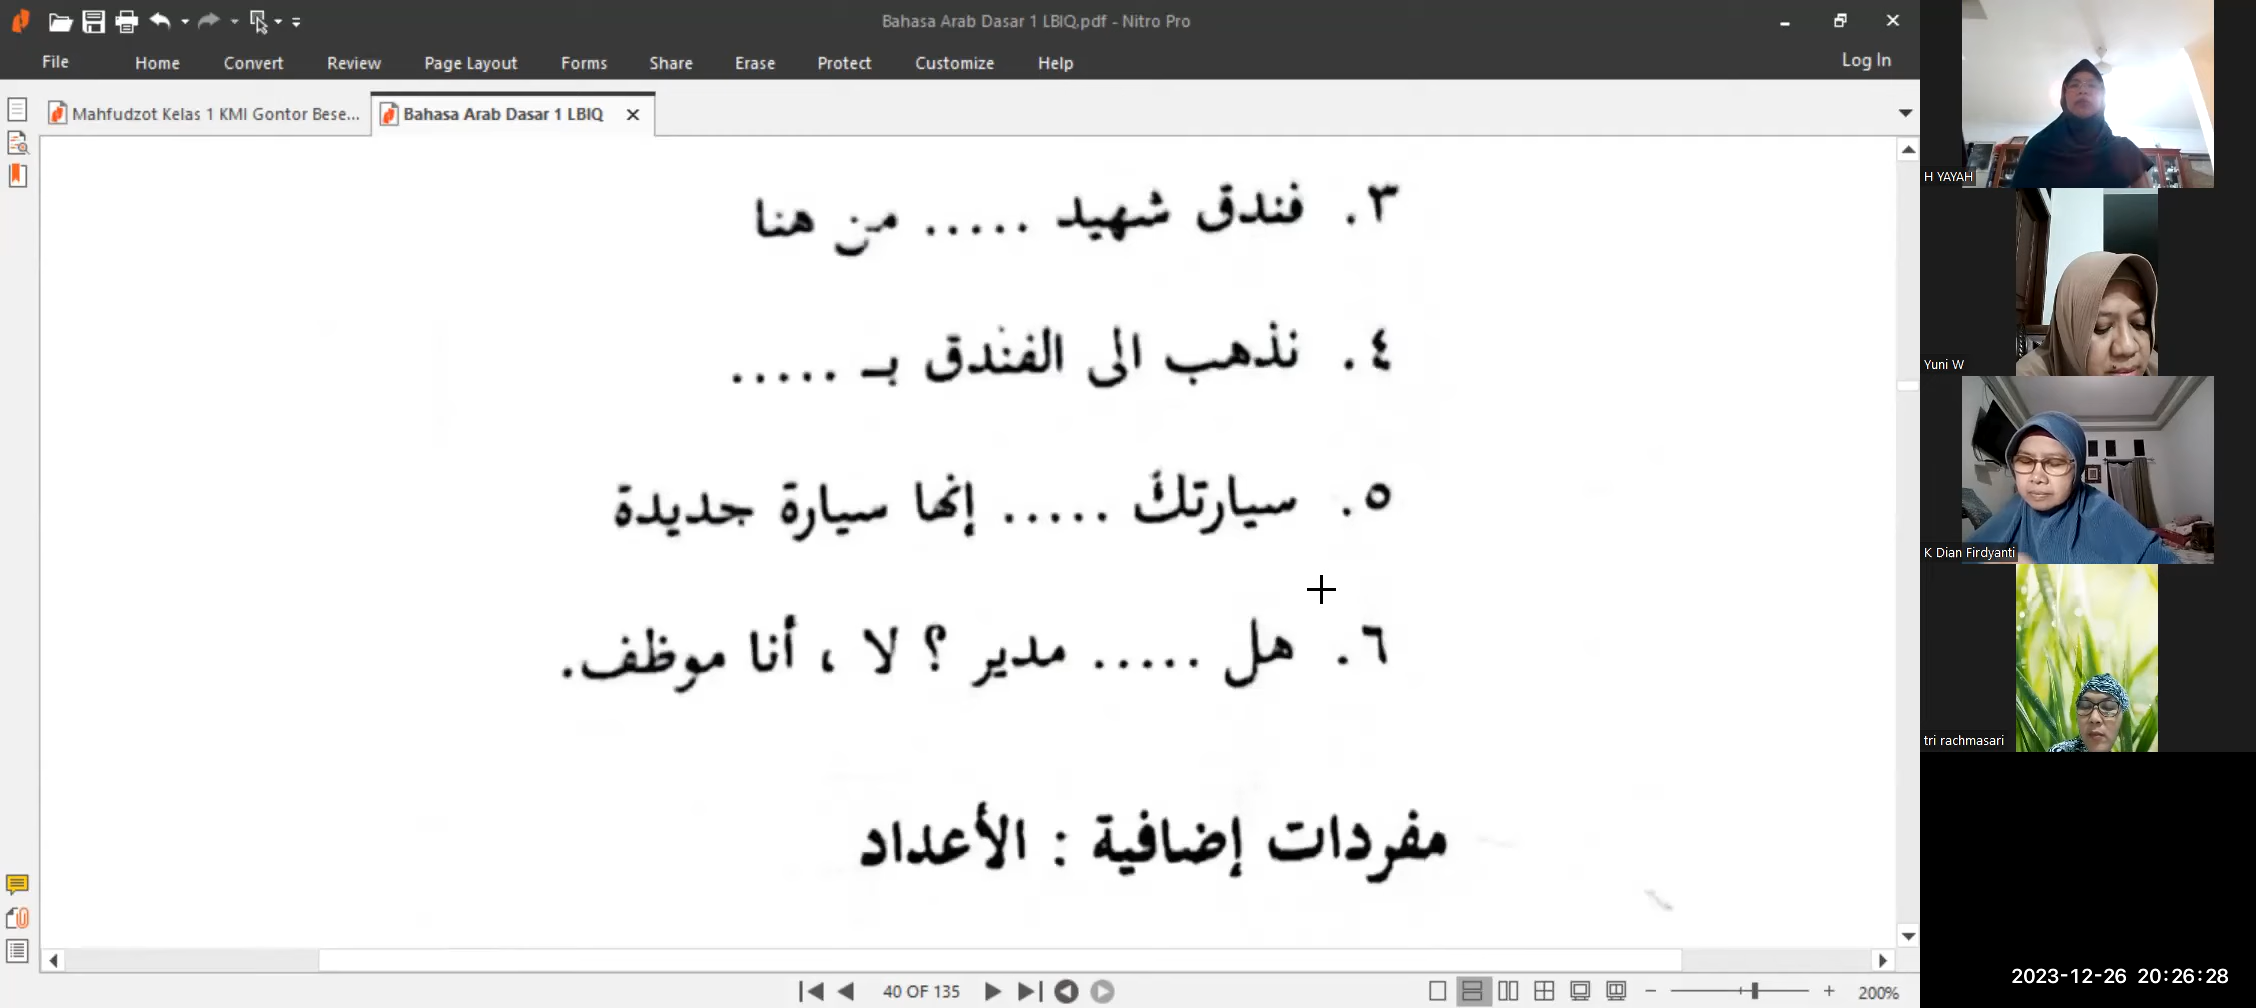 Bahasa Arab Dasar 1 LBIQ.pdf - Nitro Pro
File Home Convert Review Page Layout Forms Share Erase Protect Customize Help Log In
Mahfudzot Kelas 1 KMI Gontor Bese... Bahasa Arab Dasar 1 LBIQ
٣. فندق شهيد ..... من هنا
٤. نذهب الى الفندق بـ .....
٥. سيارتك ..... إنها سيارة جديدة
٦. هل ..... مدير ؟ لا ، أنا موظف.
مفردات إضافية : الأعداد
40 OF 135
200%
H YAYAH
Yuni W
K Dian Firdyanti
tri rachmasari
2023-12-26 20:26:28